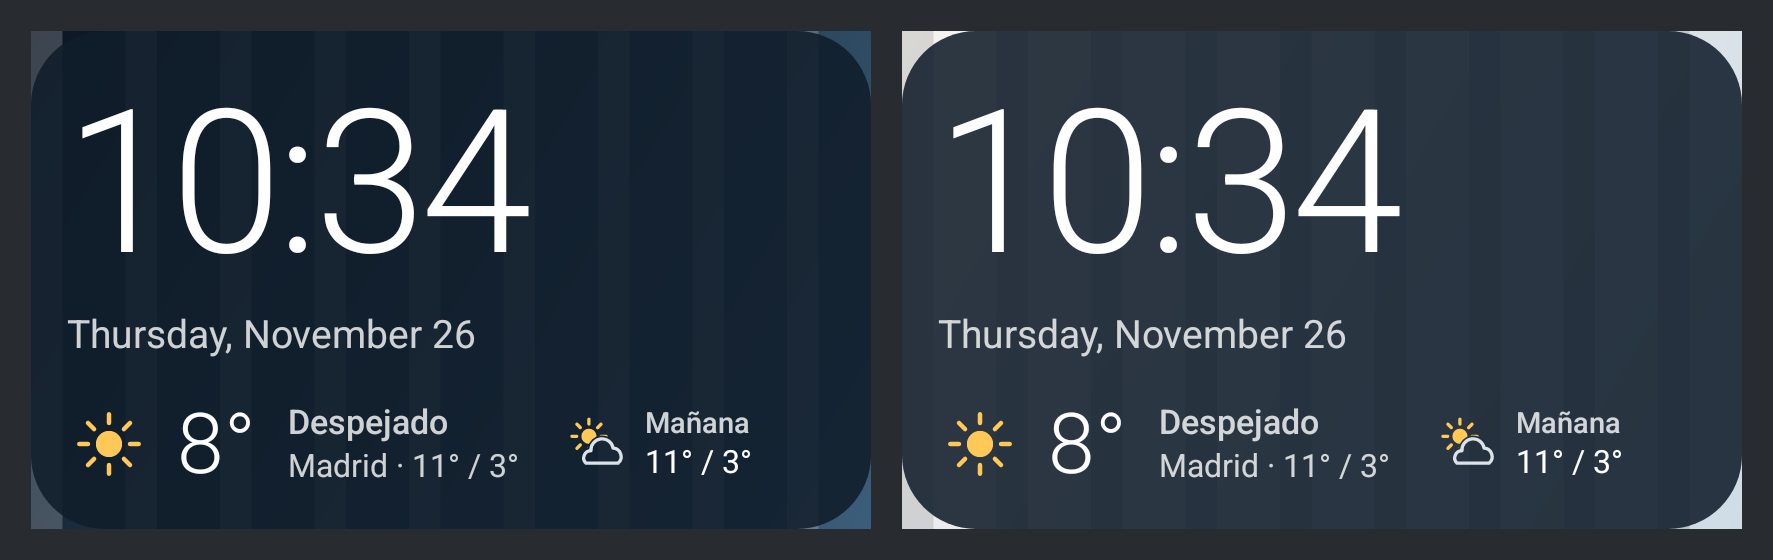 10:34
Thursday, November 26
8°
Despejado
Madrid · 11° / 3°
Mañana
11° / 3°
10:34
Thursday, November 26
8°
Despejado
Madrid · 11° / 3°
Mañana
11° / 3°